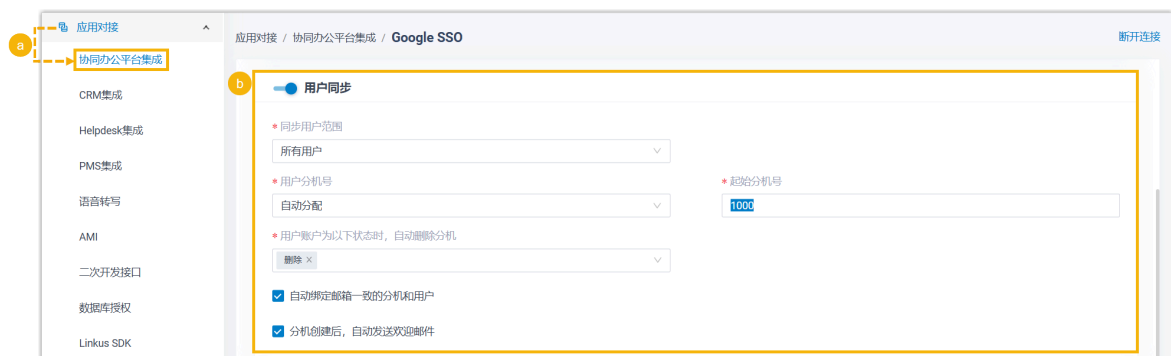 应用对接
a
协同办公平台集成
CRM集成
Helpdesk集成
PMS集成
语音转写
AMI
二次开发接口
数据库授权
Linkus SDK
应用对接 / 协同办公平台集成 / Google SSO
断开连接
b
用户同步
* 同步用户范围
所有用户
* 用户分机号
自动分配
* 起始分机号
1000
* 用户账户为以下状态时，自动删除分机
删除 ×
自动绑定邮箱一致的分机和用户
分机创建后，自动发送欢迎邮件